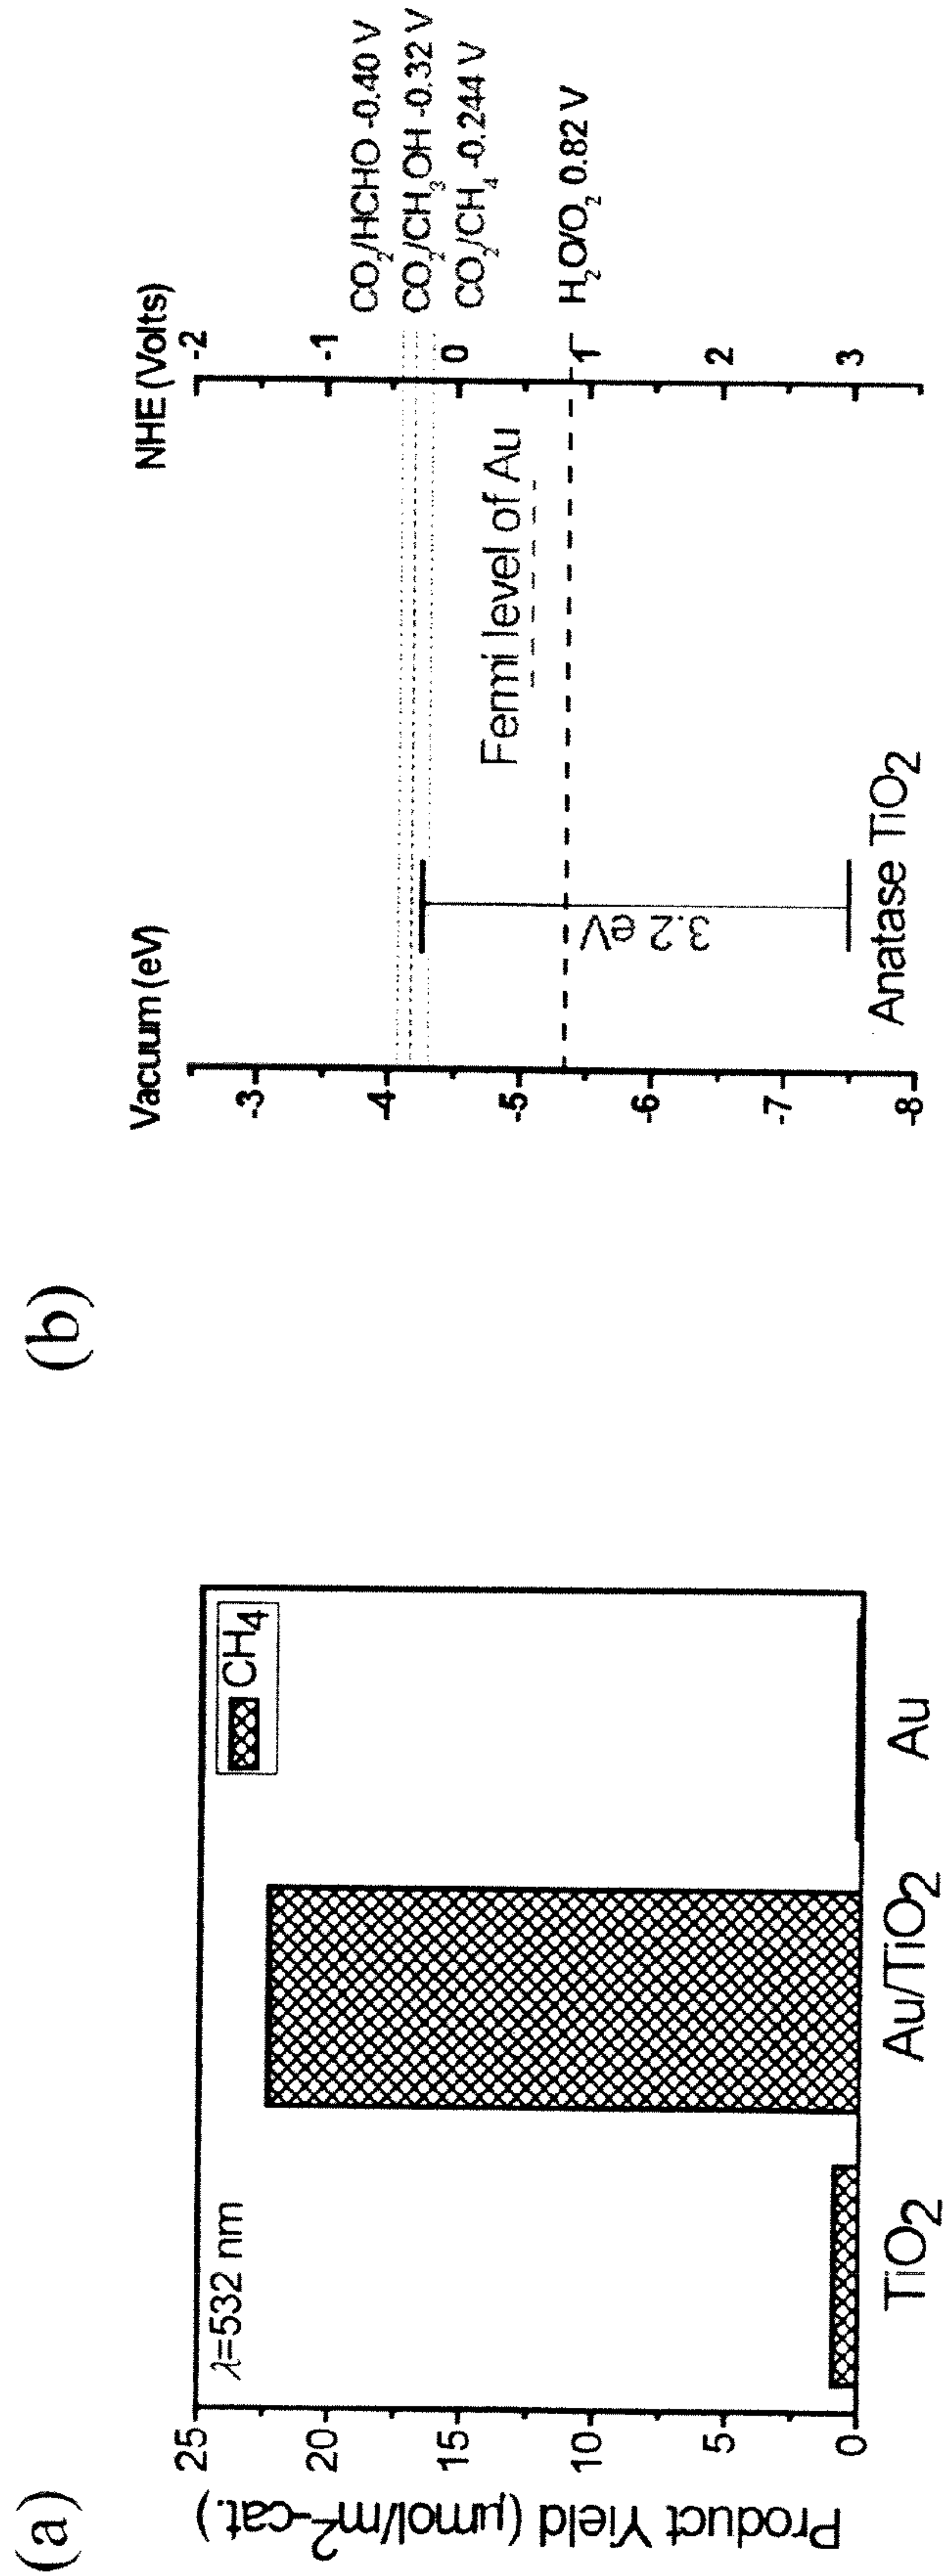 (a)
Product Yield (μmol/m²-cat.)
25
20
15
10
5
0
λ=532 nm
CH₄
TiO₂
Au/TiO₂
Au
(b)
Vacuum (eV)
-3
-4
-5
-6
-7
-8
NHE (Volts)
-2
-1
0
1
2
3
CO₂/HCHO -0.40 V
CO₂/CH₃OH -0.32 V
CO₂/CH₄ -0.244 V
H₂O/O₂ 0.82 V
Fermi level of Au
3.2 eV
Anatase TiO₂